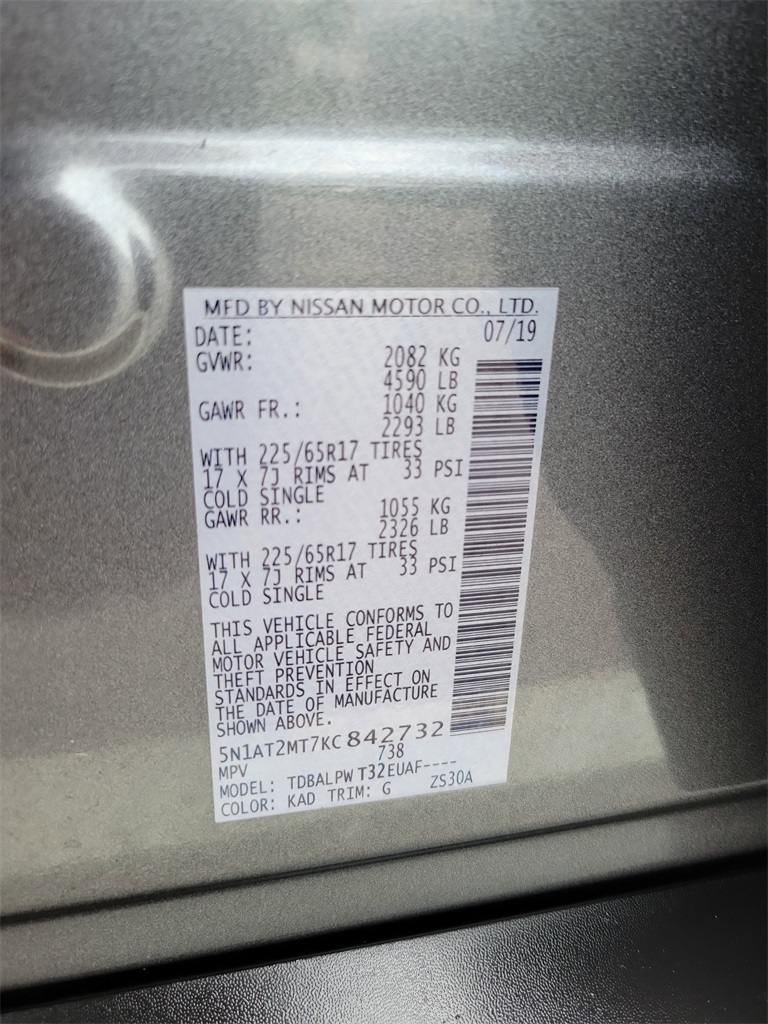 MFD BY NISSAN MOTOR CO., LTD.
DATE: 07/19
GVWR: 2082 KG
4590 LB
GAWR FR.: 1040 KG
2293 LB
WITH 225/65R17 TIRES
17 X 7J RIMS AT 33 PSI
COLD SINGLE
GAWR RR.: 1055 KG
2326 LB
WITH 225/65R17 TIRES
17 X 7J RIMS AT 33 PSI
COLD SINGLE
THIS VEHICLE CONFORMS TO
ALL APPLICABLE FEDERAL
MOTOR VEHICLE SAFETY AND
THEFT PREVENTION
STANDARDS IN EFFECT ON
THE DATE OF MANUFACTURE
SHOWN ABOVE.
5N1AT2MT7KC842732
MPV 738
MODEL: TDBALPWT32EUAF----
COLOR: KAD TRIM: G ZS30A